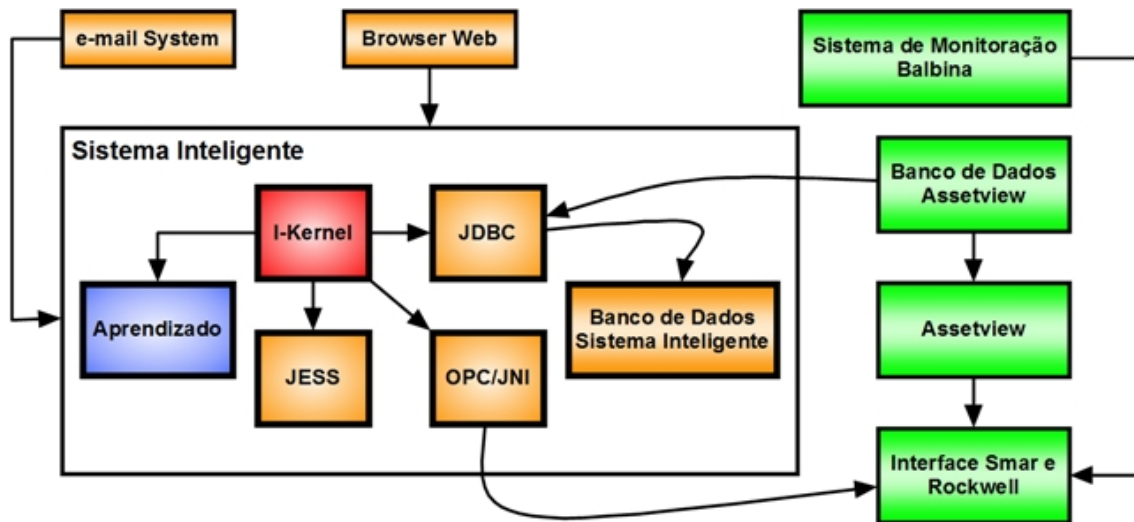 e-mail System
Browser Web
Sistema de Monitoração
Balbina
Sistema Inteligente
Banco de Dados
Assetview
I-Kernel
JDBC
Aprendizado
Banco de Dados
Sistema Inteligente
Assetview
JESS
OPC/JNI
Interface Smar e
Rockwell